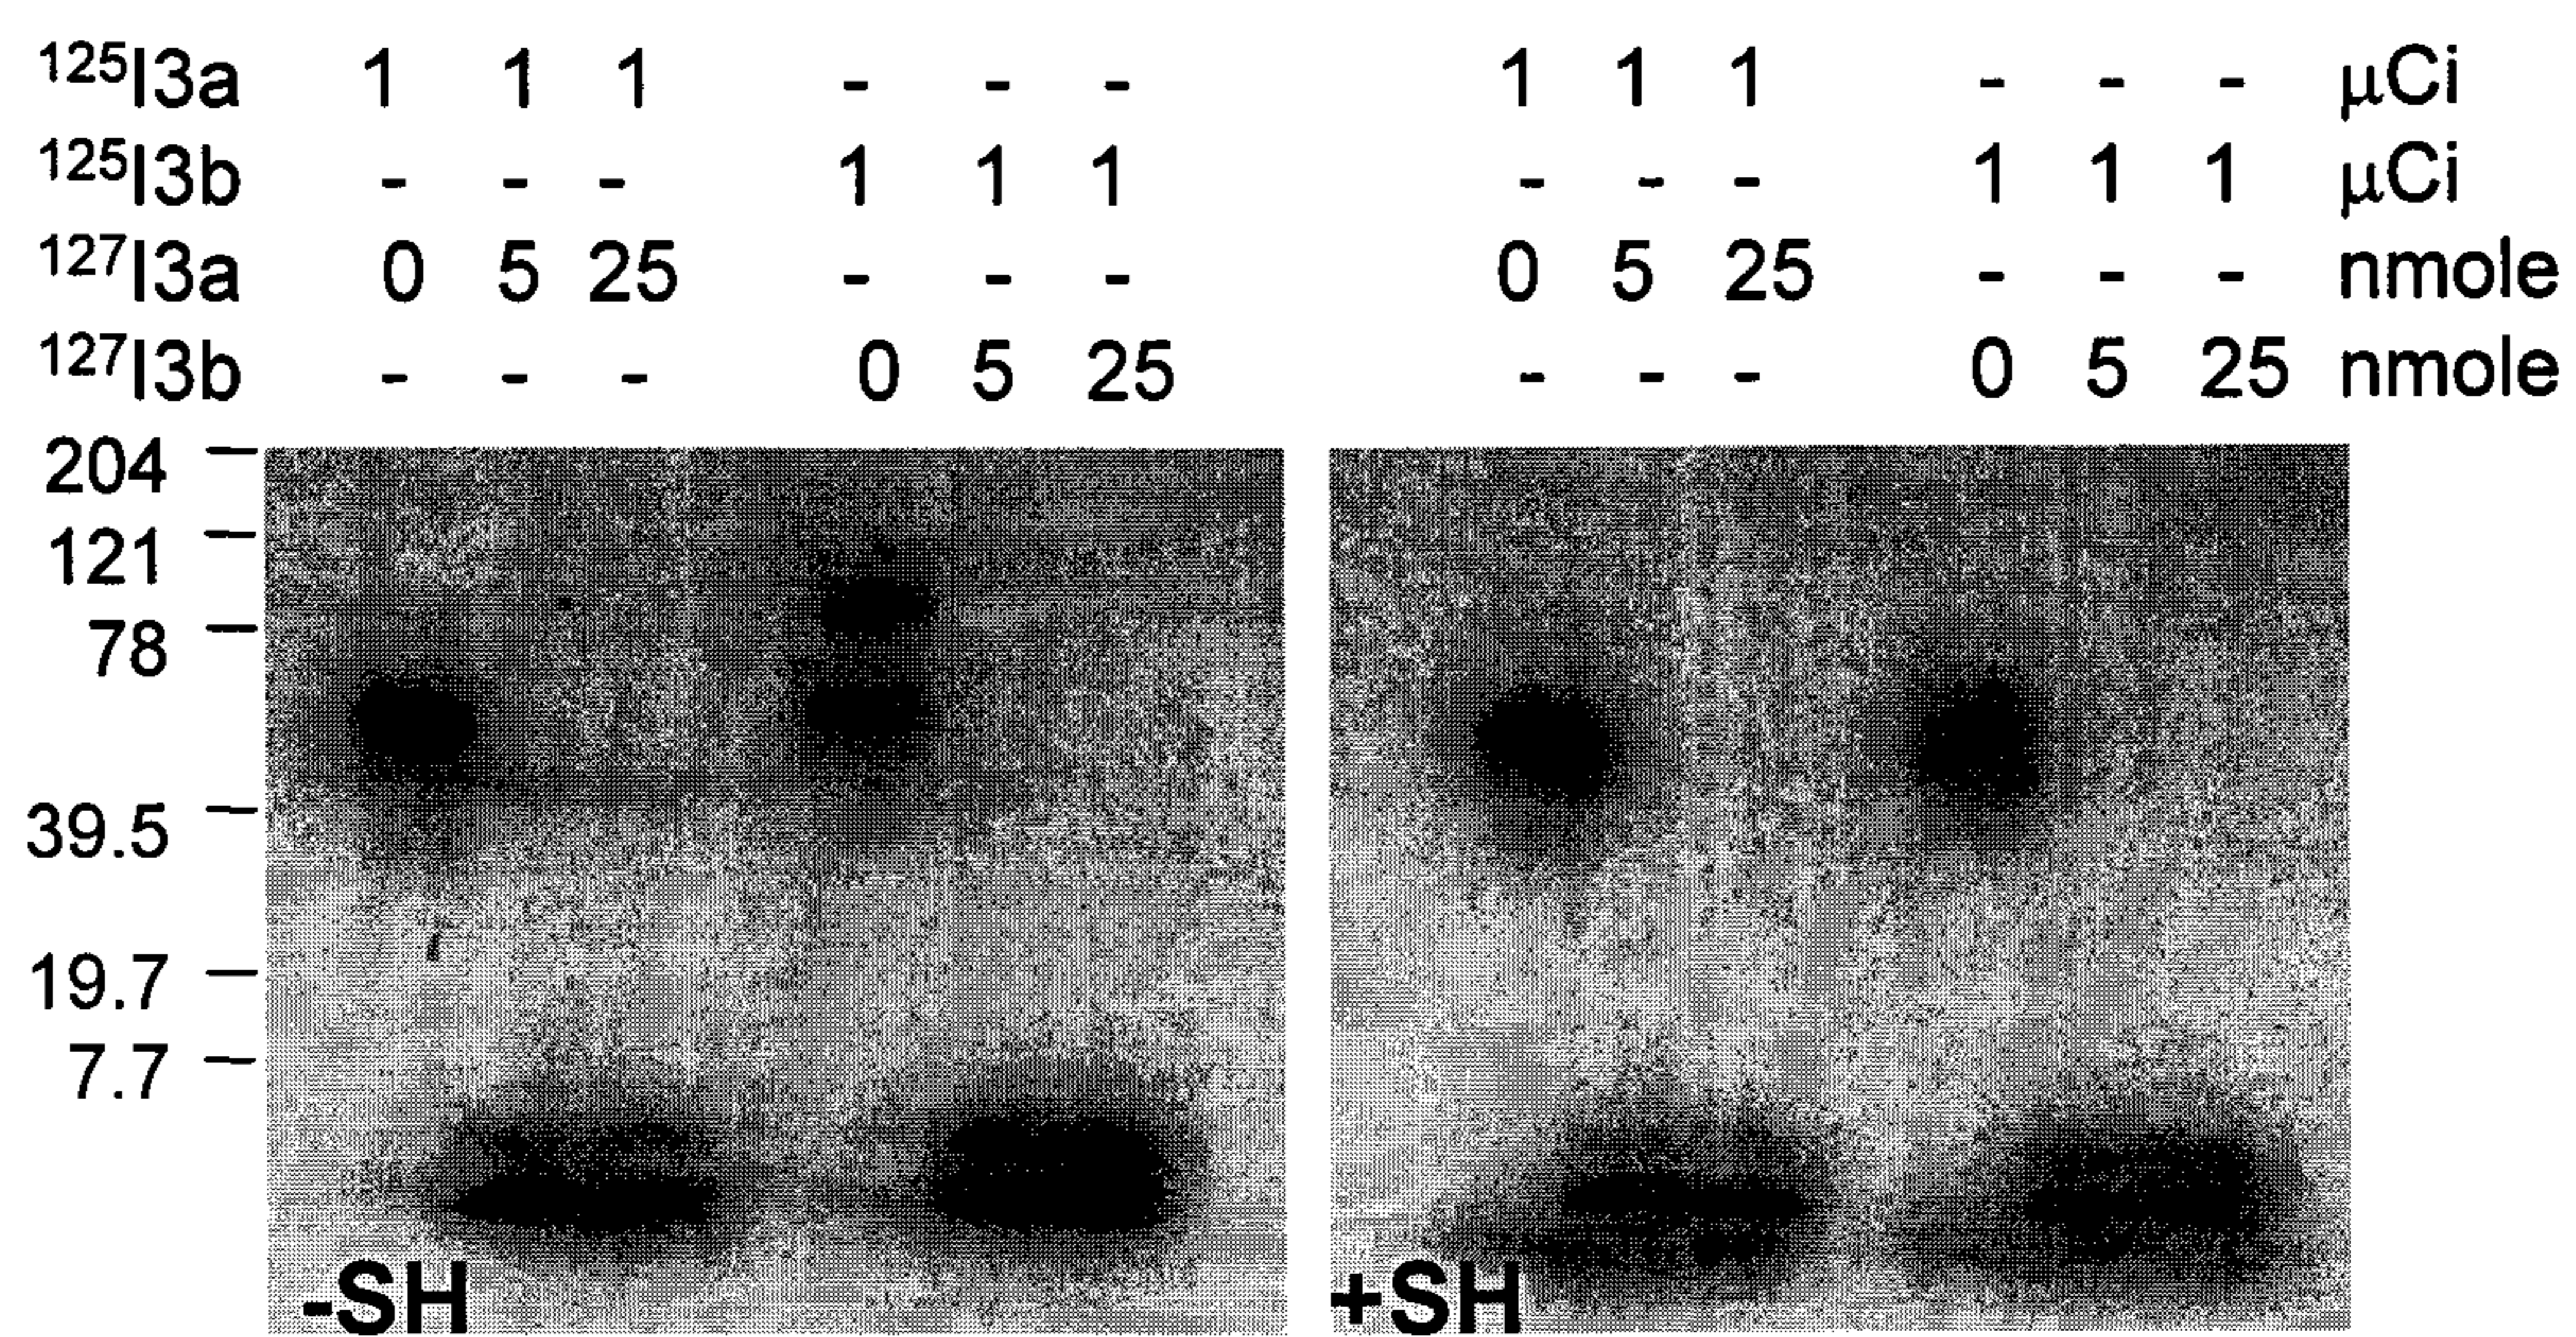 ¹²⁵I3a 1 1 1 - - - 1 1 1 - - - μCi
¹²⁵I3b - - - 1 1 1 - - - 1 1 1 μCi
¹²⁷I3a 0 5 25 - - - 0 5 25 - - - nmole
¹²⁷I3b - - - 0 5 25 - - - 0 5 25 nmole
204
121
78
39.5
19.7
7.7
-SH +SH